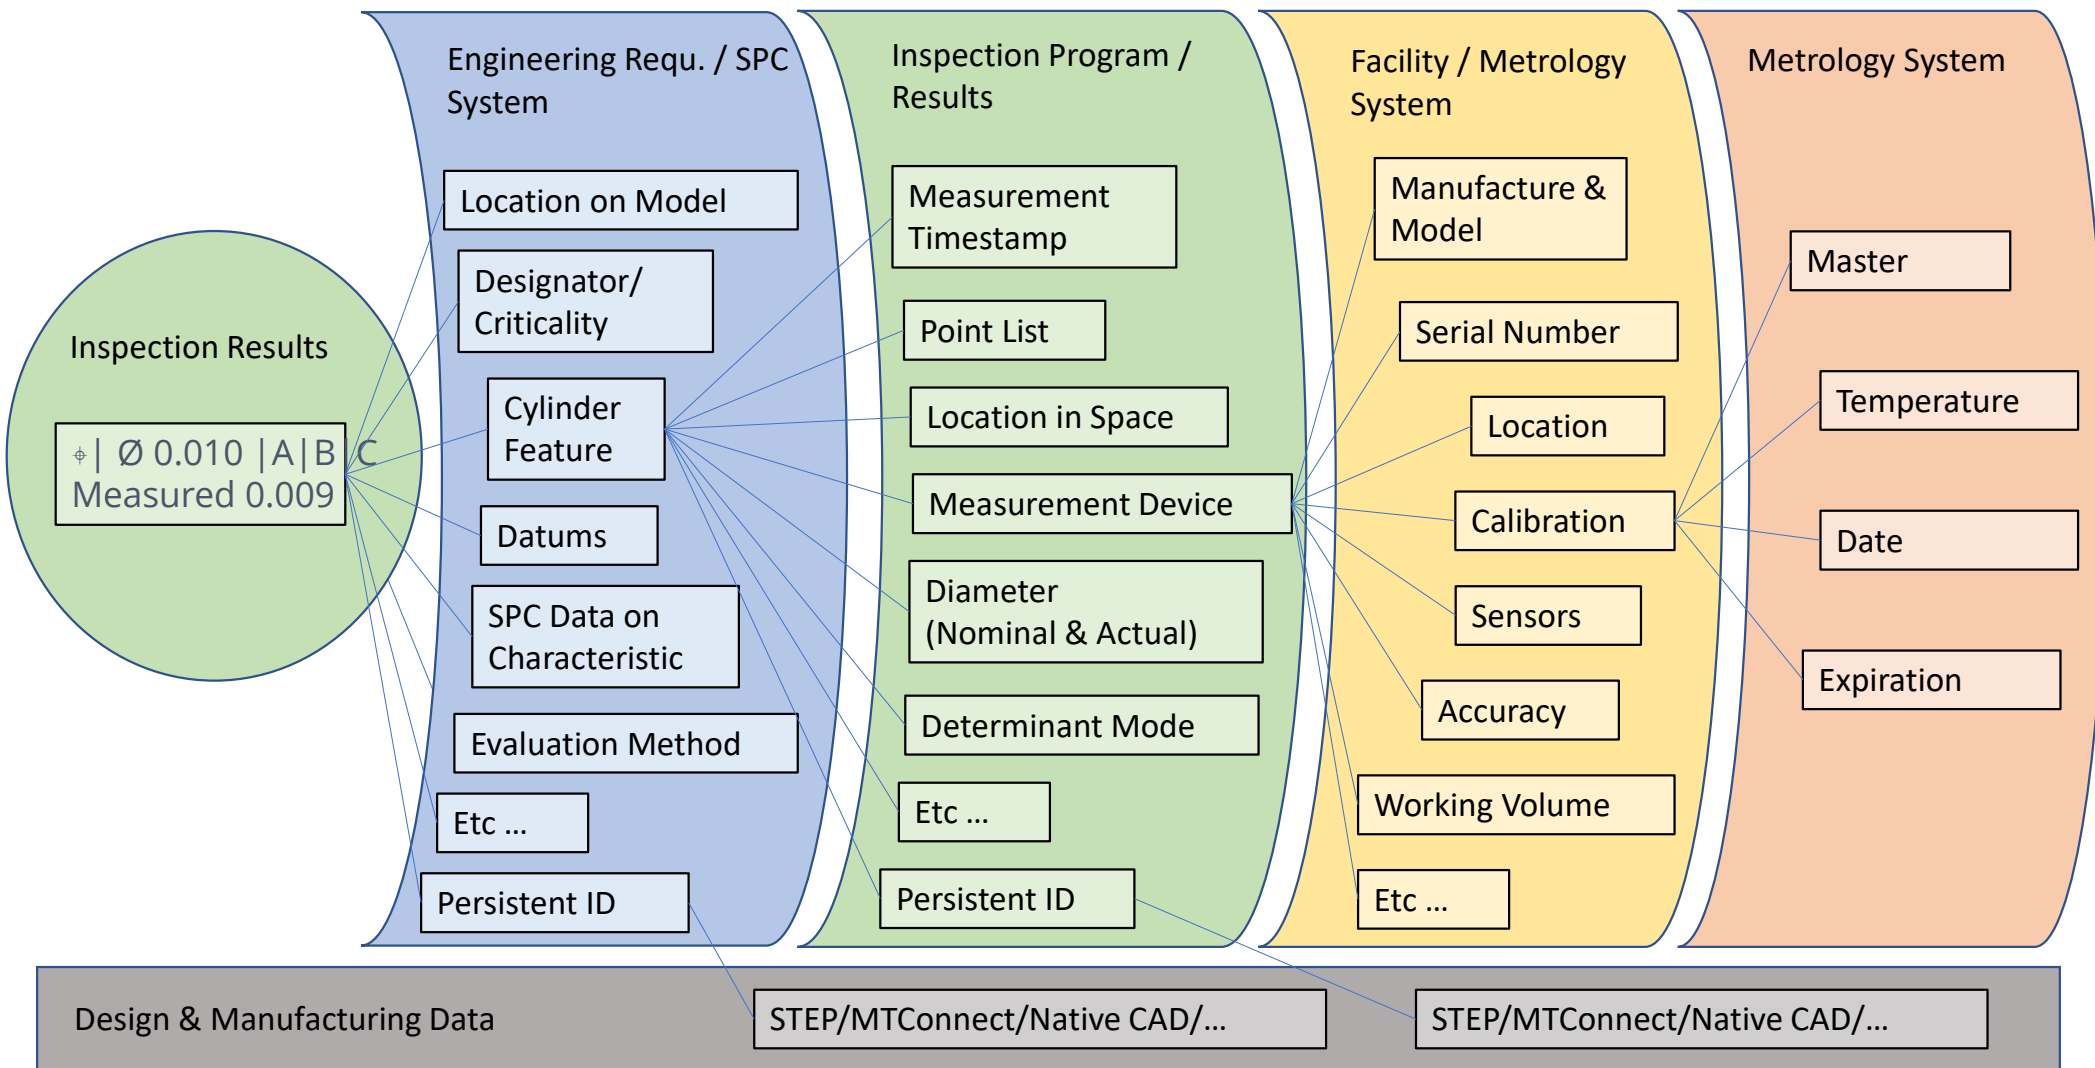 Engineering Requ. / SPC
System
Inspection Program /
Results
Facility / Metrology
System
Metrology System
Inspection Results
⌖| Ø 0.010 |A|B|C
Measured 0.009
Location on Model
Designator/
Criticality
Cylinder
Feature
Datums
SPC Data on
Characteristic
Evaluation Method
Etc ...
Persistent ID
Measurement
Timestamp
Point List
Location in Space
Measurement Device
Diameter
(Nominal & Actual)
Determinant Mode
Etc ...
Persistent ID
Manufacture &
Model
Serial Number
Location
Calibration
Sensors
Accuracy
Working Volume
Etc ...
Master
Temperature
Date
Expiration
Design & Manufacturing Data
STEP/MTConnect/Native CAD/...
STEP/MTConnect/Native CAD/...